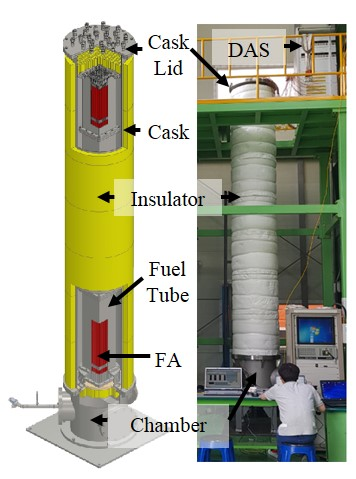 Cask
Lid
DAS
Cask
Insulator
Fuel
Tube
FA
Chamber